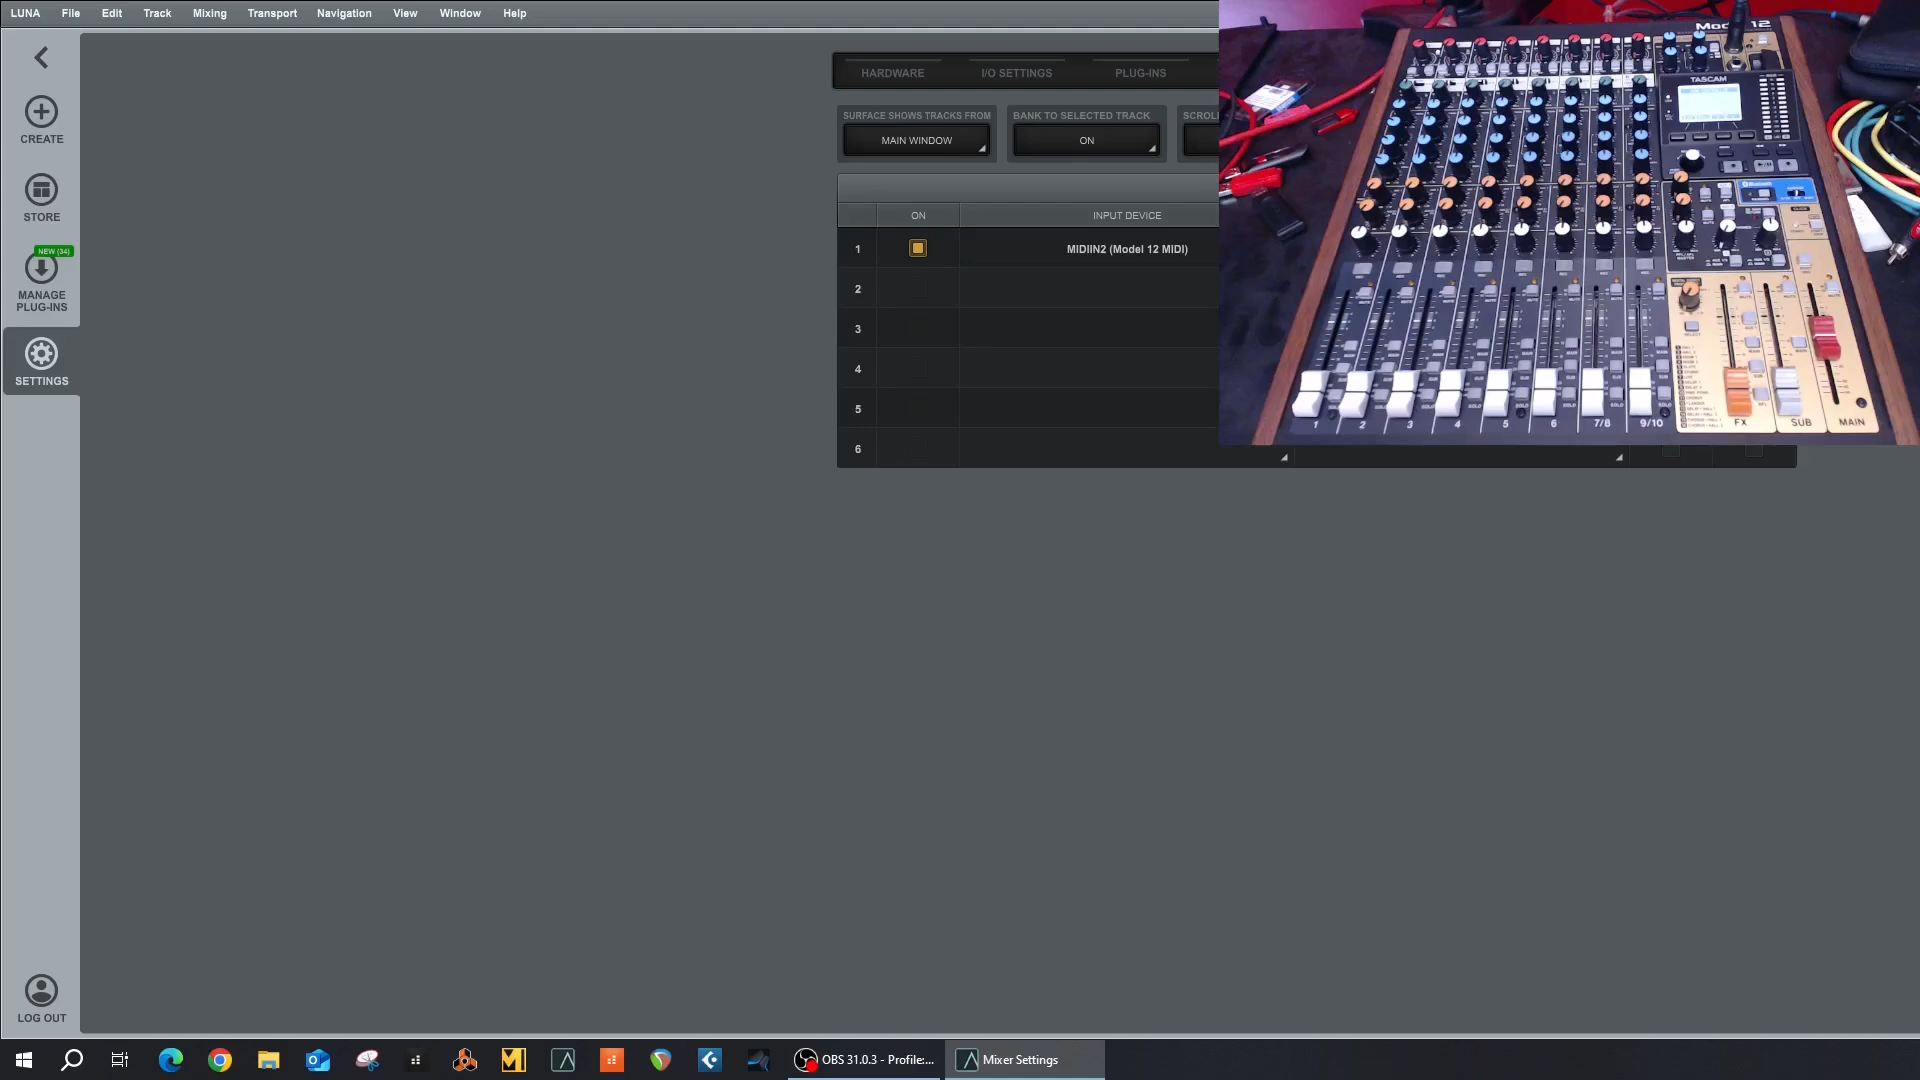 LUNA File Edit Track Mixing Transport Navigation View Window Help
CREATE
STORE
NEW (34)
MANAGE
PLUG-INS
SETTINGS
LOG OUT
HARDWARE I/O SETTINGS PLUG-INS
SURFACE SHOWS TRACKS FROM BANK TO SELECTED TRACK SCROLL
MAIN WINDOW ON
ON INPUT DEVICE
1 MIDIIN2 (Model 12 MIDI)
2
3
4
5
6
12
TASCAM
Bluetooth
1 2 3 4 5 6 7/8 9/10 FX SUB MAIN
OBS 31.0.3 - Profile:... Mixer Settings